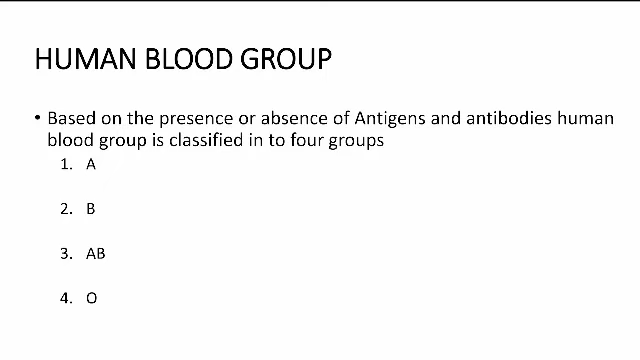 HUMAN BLOOD GROUP
• Based on the presence or absence of Antigens and antibodies human
blood group is classified in to four groups
1. A
2. B
3. AB
4. O